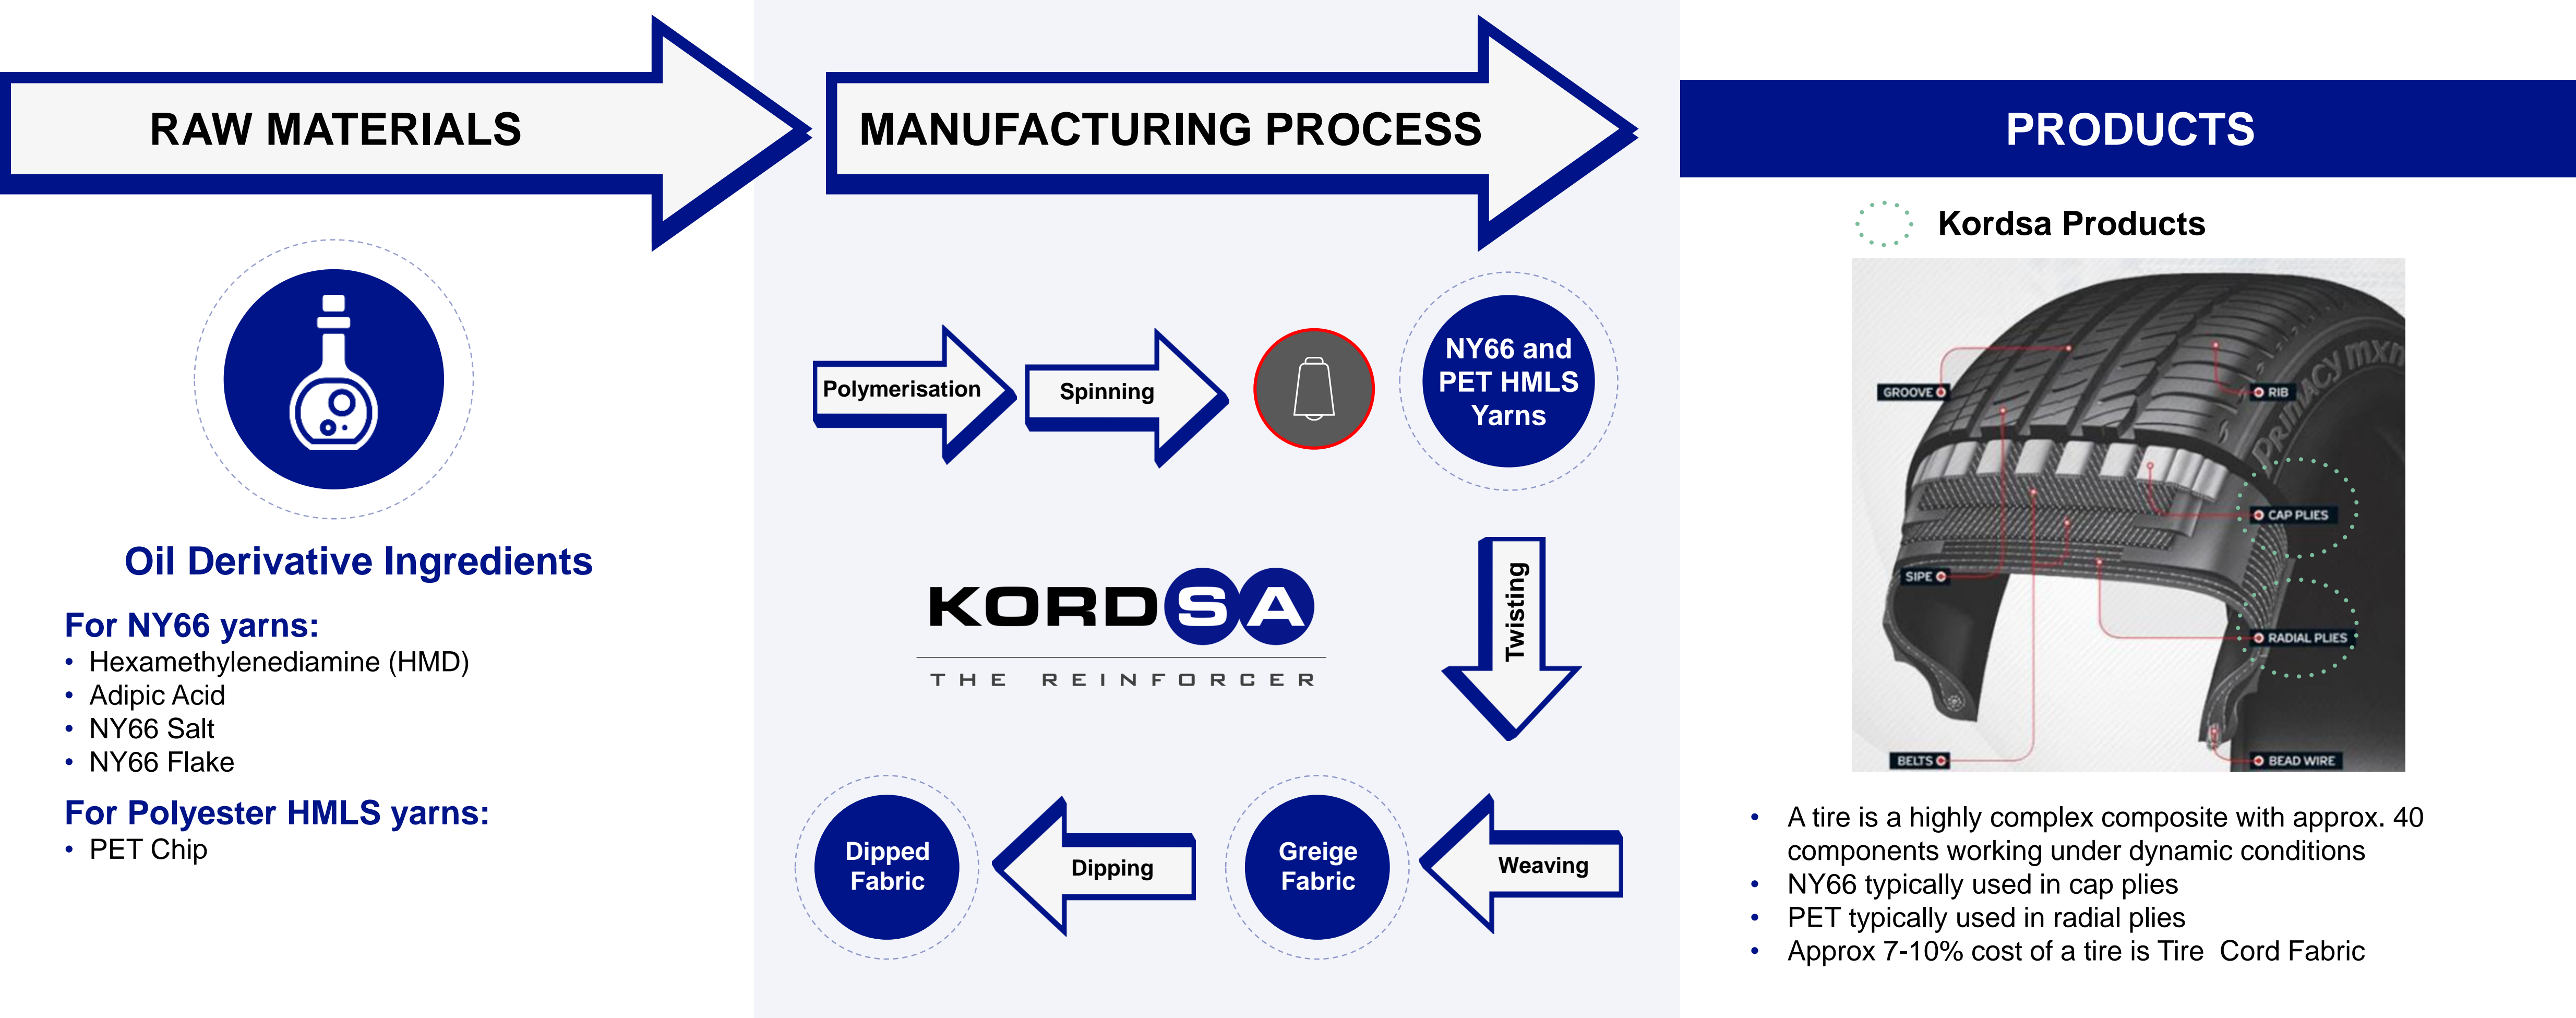 RAW MATERIALS
Oil Derivative Ingredients
For NY66 yarns:
• Hexamethylenediamine (HMD)
• Adipic Acid
• NY66 Salt
• NY66 Flake
For Polyester HMLS yarns:
• PET Chip
MANUFACTURING PROCESS
Polymerisation
Spinning
NY66 and
PET HMLS
Yarns
Twisting
KORDSA
THE REINFORCER
Weaving
Greige
Fabric
Dipping
Dipped
Fabric
PRODUCTS
Kordsa Products
PRIMACY MXM
GROOVE
RIB
CAP PLIES
SIPE
RADIAL PLIES
BELTS
BEAD WIRE
• A tire is a highly complex composite with approx. 40
components working under dynamic conditions
• NY66 typically used in cap plies
• PET typically used in radial plies
• Approx 7-10% cost of a tire is Tire Cord Fabric